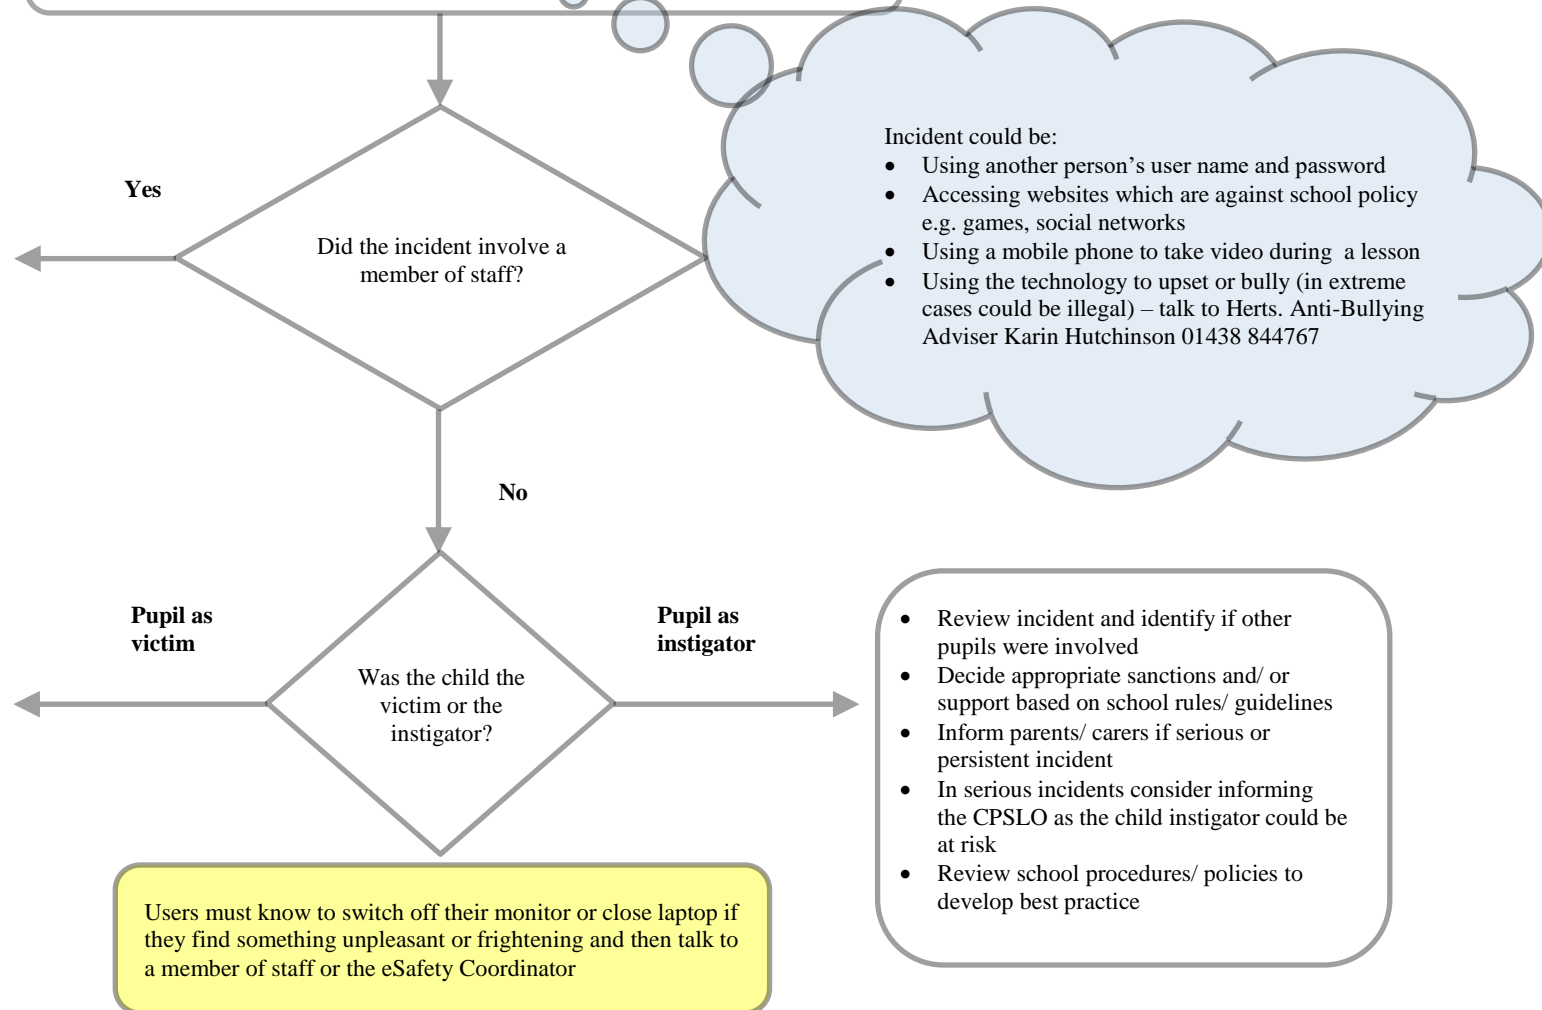 Incident could be:
• Using another person’s user name and password
• Accessing websites which are against school policy
e.g. games, social networks
• Using a mobile phone to take video during  a lesson
• Using the technology to upset or bully (in extreme
cases could be illegal) – talk to Herts. Anti-Bullying
Adviser Karin Hutchinson 01438 844767
Yes
Did the incident involve a
member of staff?
No
Pupil as
victim
Pupil as
instigator
Was the child the
victim or the
instigator?
• Review incident and identify if other
pupils were involved
• Decide appropriate sanctions and/ or
support based on school rules/ guidelines
• Inform parents/ carers if serious or
persistent incident
• In serious incidents consider informing
the CPSLO as the child instigator could be
at risk
• Review school procedures/ policies to
develop best practice
Users must know to switch off their monitor or close laptop if
they find something unpleasant or frightening and then talk to
a member of staff or the eSafety Coordinator